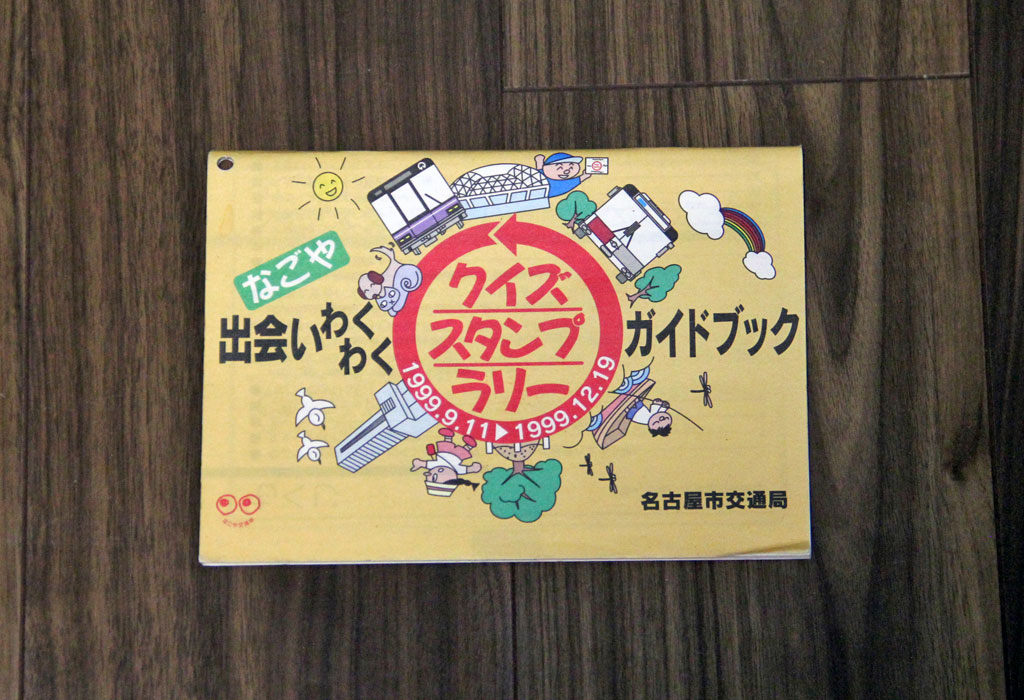 なごや
出会いわくわく
クイズ
スタンプ
ラリー
1999.9.11▶1999.12.19
ガイドブック
名古屋市交通局